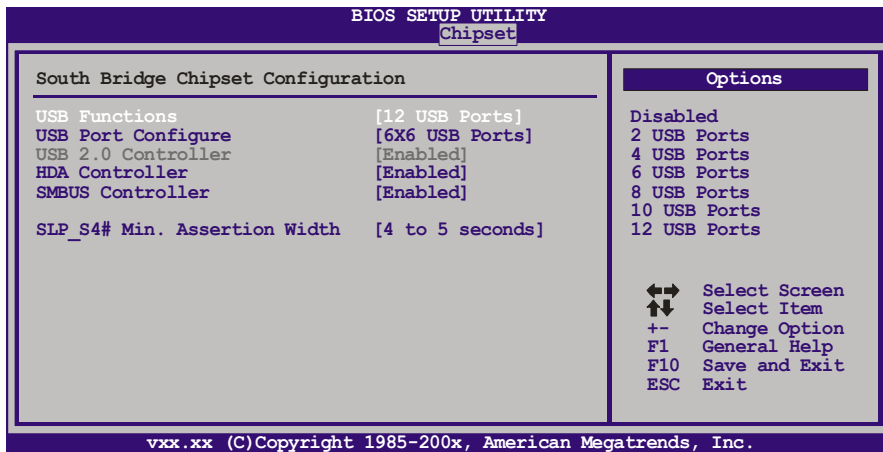 BIOS SETUP UTILITY
Chipset
South Bridge Chipset Configuration
USB Functions [12 USB Ports]
USB Port Configure [6X6 USB Ports]
USB 2.0 Controller [Enabled]
HDA Controller [Enabled]
SMBUS Controller [Enabled]
SLP_S4# Min. Assertion Width [4 to 5 seconds]
Options
Disabled
2 USB Ports
4 USB Ports
6 USB Ports
8 USB Ports
10 USB Ports
12 USB Ports
Select Screen
Select Item
+- Change Option
F1 General Help
F10 Save and Exit
ESC Exit
vxx.xx (C)Copyright 1985-200x, American Megatrends, Inc.